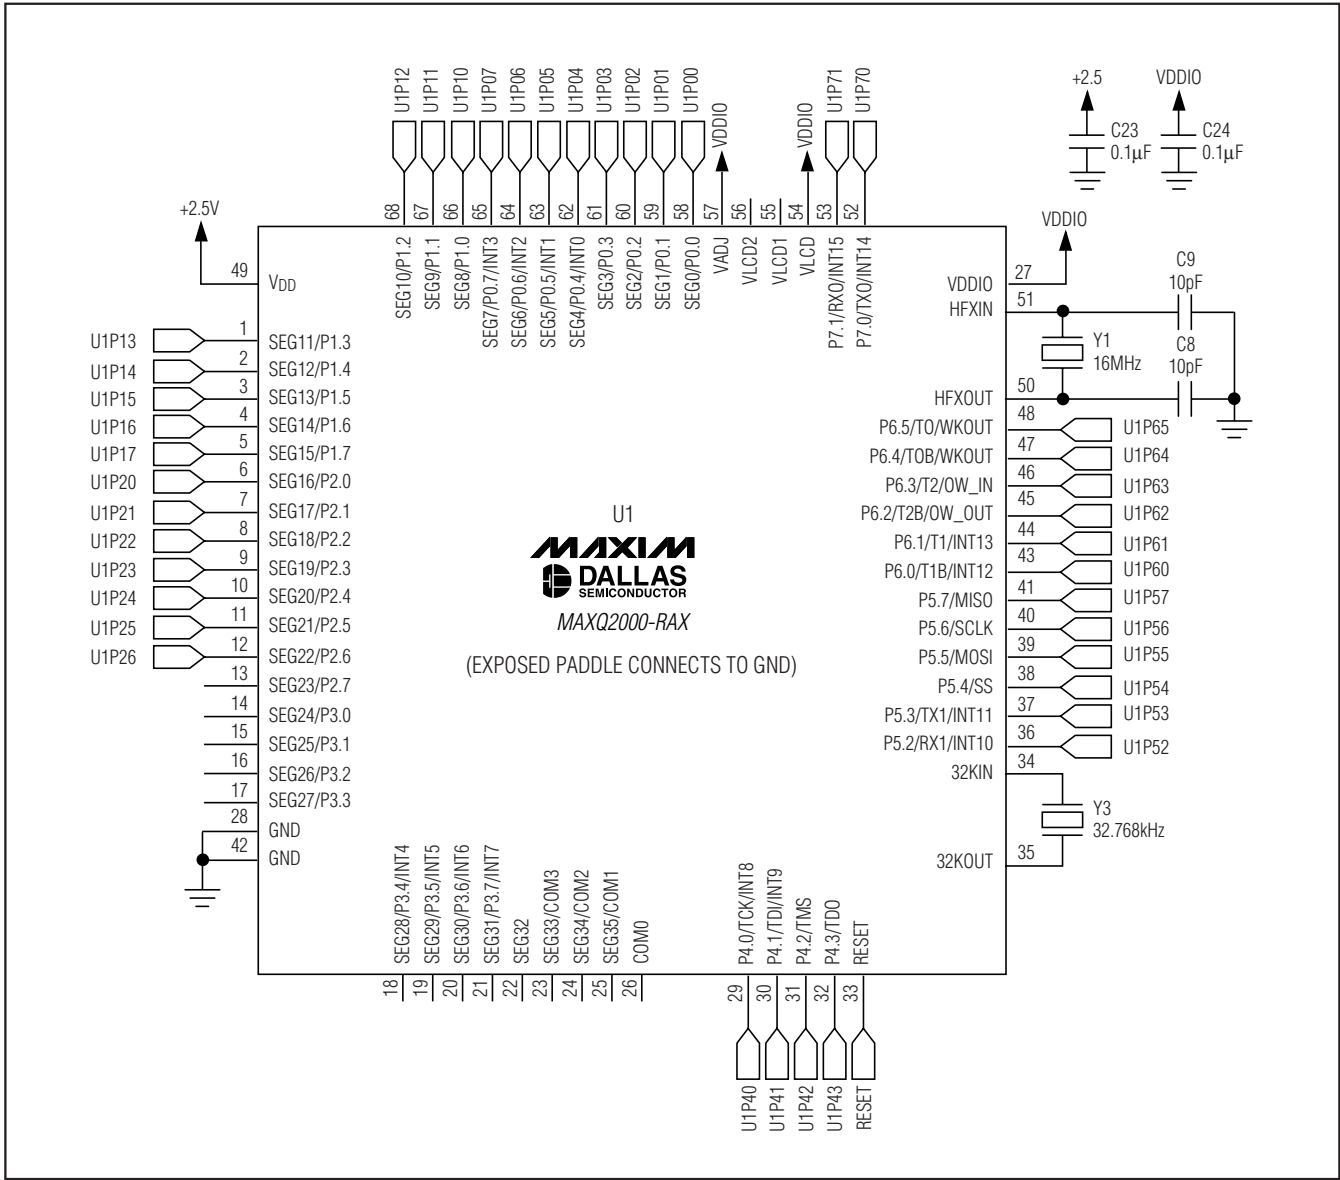 U1P12 U1P11 U1P10 U1P07 U1P06 U1P05 U1P04 U1P03 U1P02 U1P01 U1P00 VDDIO VDDIO U1P71 U1P70
68 67 66 65 64 63 62 61 60 59 58 57 56 55 54 53 52
SEG10/P1.2
SEG9/P1.1
SEG8/P1.0
SEG7/P0.7/INT3
SEG6/P0.6/INT2
SEG5/P0.5/INT1
SEG4/P0.4/INT0
SEG3/P0.3
SEG2/P0.2
SEG1/P0.1
SEG0/P0.0
VADJ
VLCD2
VLCD1
VLCD
P7.1/RX0/INT15
P7.0/TX0/INT14
+2.5
C23
0.1µF
VDDIO
C24
0.1µF
+2.5V
49 VDD
U1P13 1 SEG11/P1.3
U1P14 2 SEG12/P1.4
U1P15 3 SEG13/P1.5
U1P16 4 SEG14/P1.6
U1P17 5 SEG15/P1.7
U1P20 6 SEG16/P2.0
U1P21 7 SEG17/P2.1
U1P22 8 SEG18/P2.2
U1P23 9 SEG19/P2.3
U1P24 10 SEG20/P2.4
U1P25 11 SEG21/P2.5
U1P26 12 SEG22/P2.6
13 SEG23/P2.7
14 SEG24/P3.0
15 SEG25/P3.1
16 SEG26/P3.2
17 SEG27/P3.3
28 GND
42 GND
U1
MAXIM
DALLAS
SEMICONDUCTOR
MAXQ2000-RAX
(EXPOSED PADDLE CONNECTS TO GND)
VDDIO
VDDIO 27
HFXIN 51
C9
10pF
Y1
16MHz
C8
10pF
HFXOUT 50
P6.5/TO/WKOUT 48 U1P65
P6.4/TOB/WKOUT 47 U1P64
P6.3/T2/OW_IN 46 U1P63
P6.2/T2B/OW_OUT 45 U1P62
P6.1/T1/INT13 44 U1P61
P6.0/T1B/INT12 43 U1P60
P5.7/MISO 41 U1P57
P5.6/SCLK 40 U1P56
P5.5/MOSI 39 U1P55
P5.4/SS 38 U1P54
P5.3/TX1/INT11 37 U1P53
P5.2/RX1/INT10 36 U1P52
32KIN 34
Y3
32.768kHz
32KOUT 35
SEG28/P3.4/INT4
SEG29/P3.5/INT5
SEG30/P3.6/INT6
SEG31/P3.7/INT7
SEG32
SEG33/COM3
SEG34/COM2
SEG35/COM1
COM0
P4.0/TCK/INT8
P4.1/TDI/INT9
P4.2/TMS
P4.3/TDO
RESET
18 19 20 21 22 23 24 25 26 29 30 31 32 33
U1P40 U1P41 U1P42 U1P43 RESET